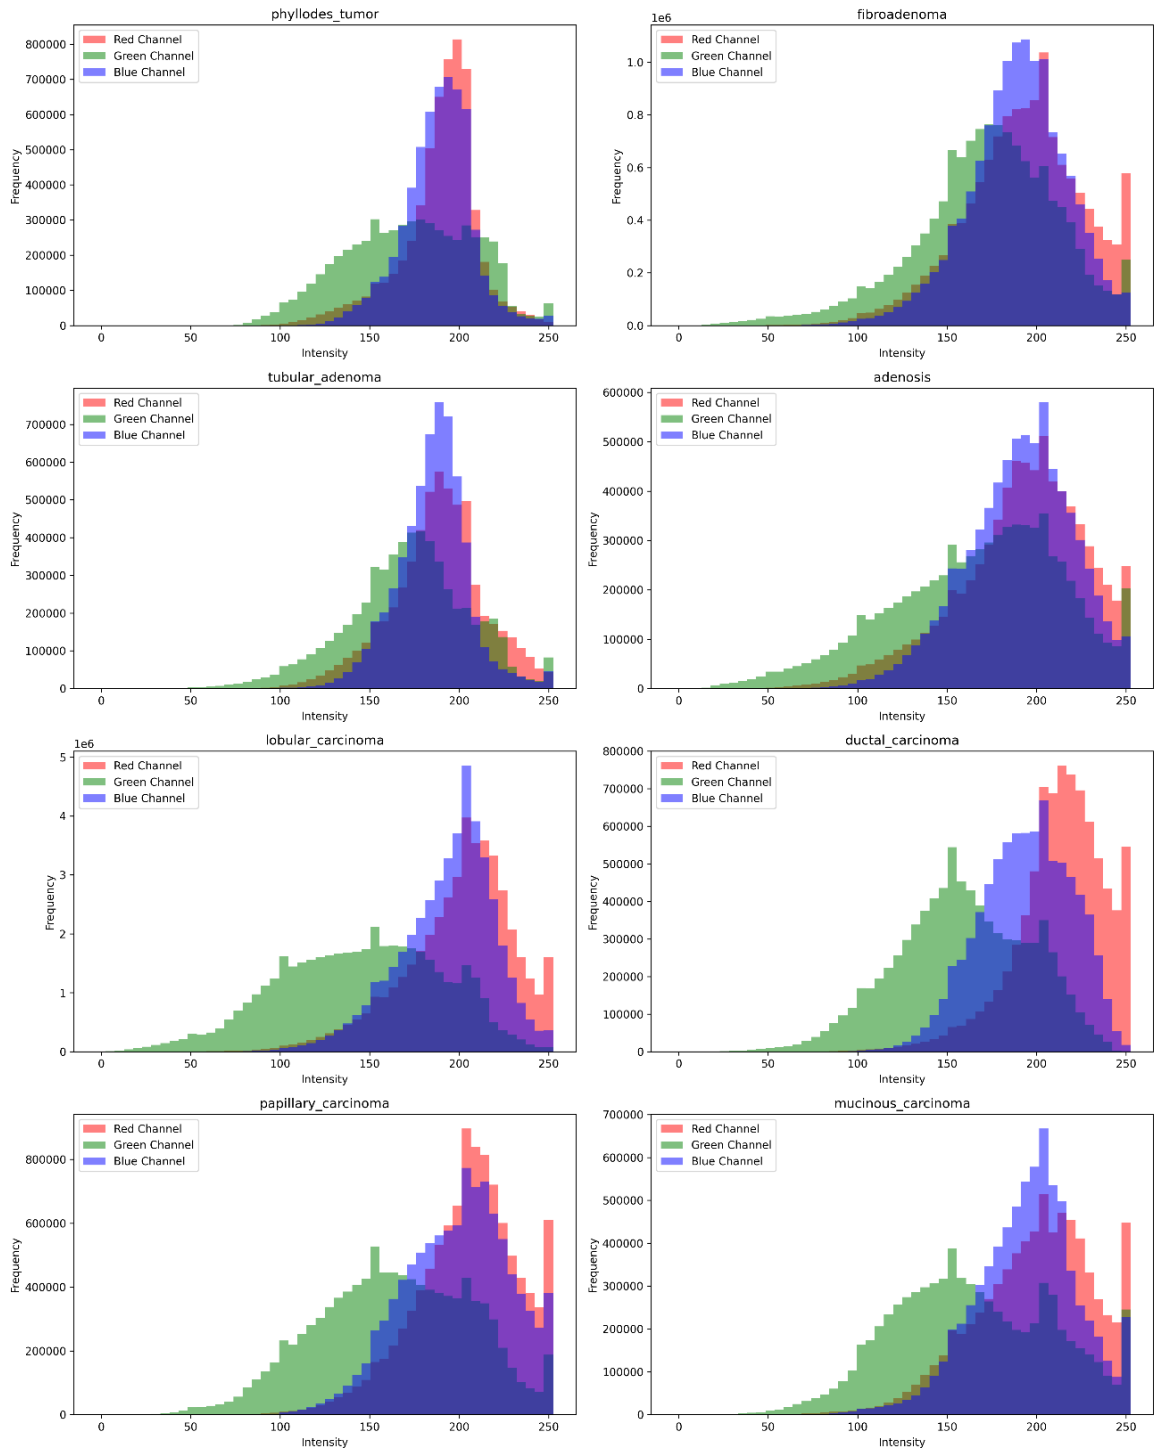 phyllodes_tumor
Red Channel
Green Channel
Blue Channel
800000
700000
600000
500000
400000
300000
200000
100000
0
Frequency
0 50 100 150 200 250
Intensity
fibroadenoma
1e6
Red Channel
Green Channel
Blue Channel
1.0
0.8
0.6
0.4
0.2
0.0
Frequency
0 50 100 150 200 250
Intensity
tubular_adenoma
Red Channel
Green Channel
Blue Channel
700000
600000
500000
400000
300000
200000
100000
0
Frequency
0 50 100 150 200 250
Intensity
adenosis
Red Channel
Green Channel
Blue Channel
600000
500000
400000
300000
200000
100000
0
Frequency
0 50 100 150 200 250
Intensity
lobular_carcinoma
1e6
Red Channel
Green Channel
Blue Channel
5
4
3
2
1
0
Frequency
0 50 100 150 200 250
Intensity
ductal_carcinoma
Red Channel
Green Channel
Blue Channel
800000
700000
600000
500000
400000
300000
200000
100000
0
Frequency
0 50 100 150 200 250
Intensity
papillary_carcinoma
Red Channel
Green Channel
Blue Channel
800000
600000
400000
200000
0
Frequency
0 50 100 150 200 250
Intensity
mucinous_carcinoma
Red Channel
Green Channel
Blue Channel
700000
600000
500000
400000
300000
200000
100000
0
Frequency
0 50 100 150 200 250
Intensity